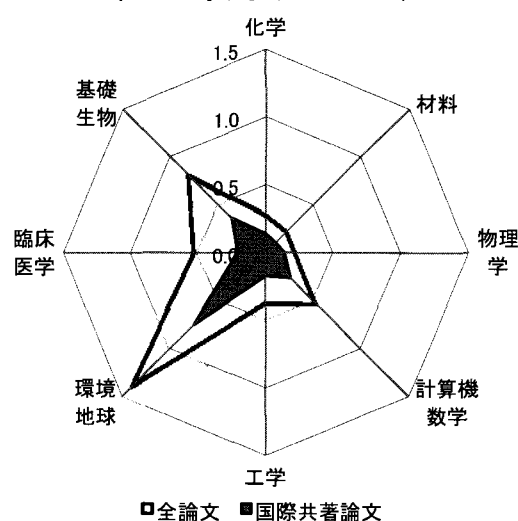 化学
1.5
1.0
0.5
0.0
材料
物理
学
計算機
数学
工学
環境
地球
臨床
医学
基礎
生物
全論文 国際共著論文